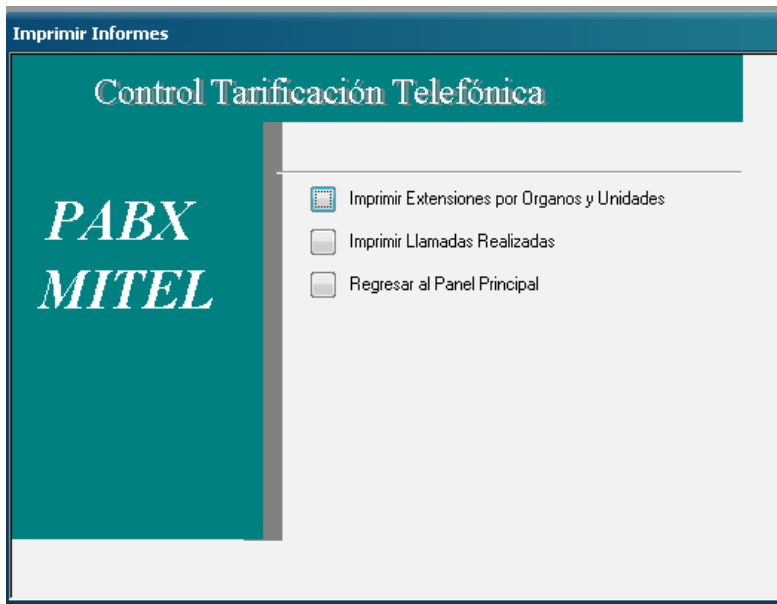 Imprimir Informes
Control Tarificación Telefónica
PABX
MITEL
Imprimir Extensiones por Organos y Unidades
Imprimir Llamadas Realizadas
Regresar al Panel Principal